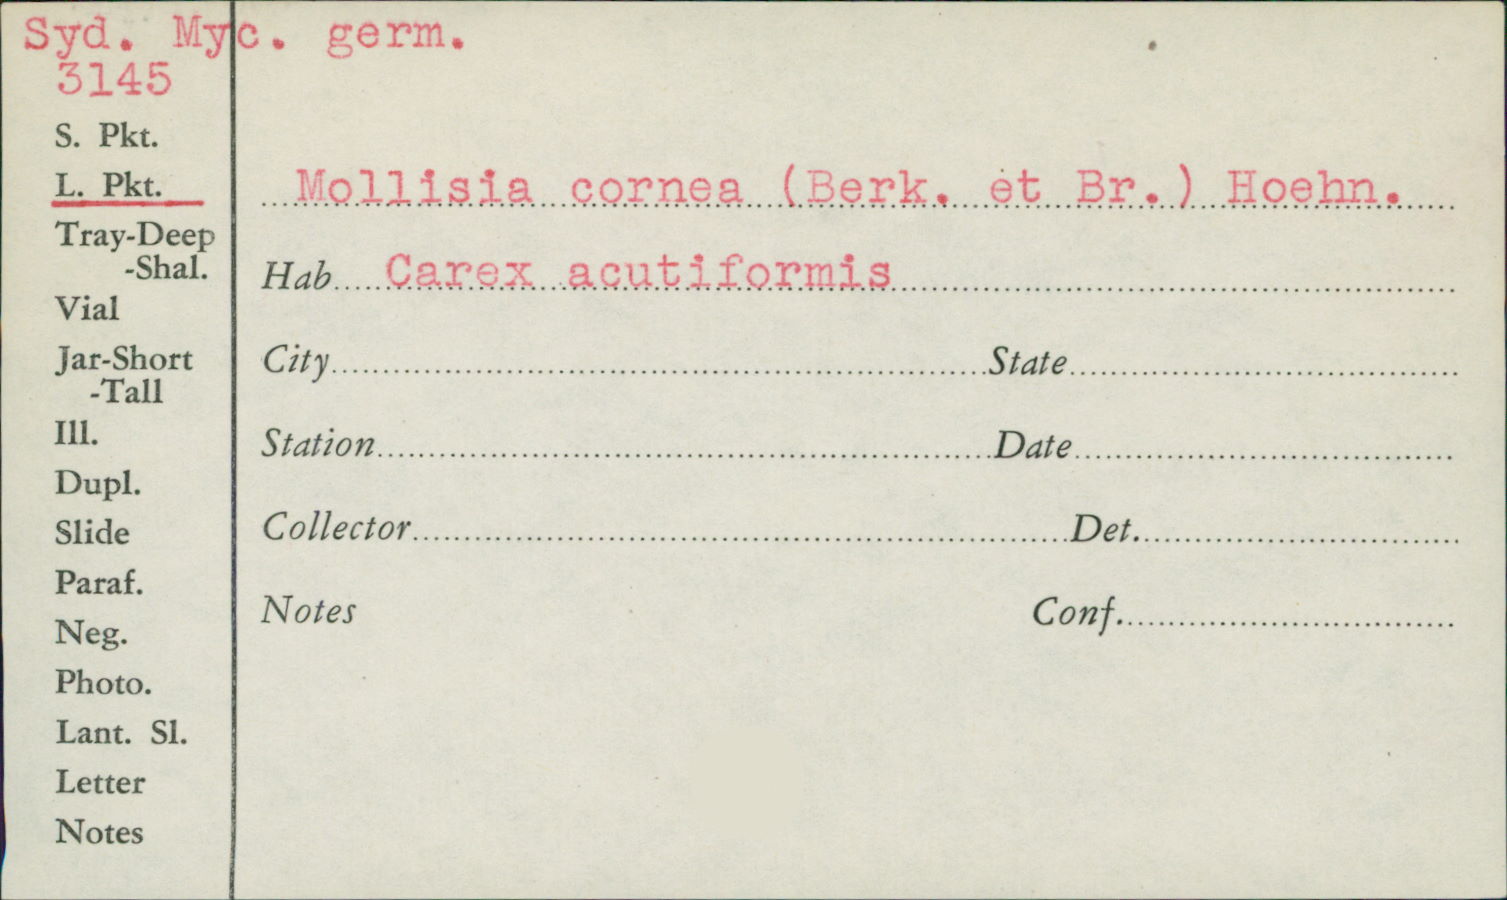 Syd. Myc. germ.
3145
S. Pkt.
L. Pkt.
Tray-Deep
-Shal.
Vial
Jar-Short
-Tall
Ill.
Dupl.
Slide
Paraf.
Neg.
Photo.
Lant. Sl.
Letter
Notes
Mollisia cornea (Berk. et Br.) Hoehn.
Hab Carex acutiformis
City State
Station Date
Collector Det.
Notes Conf.